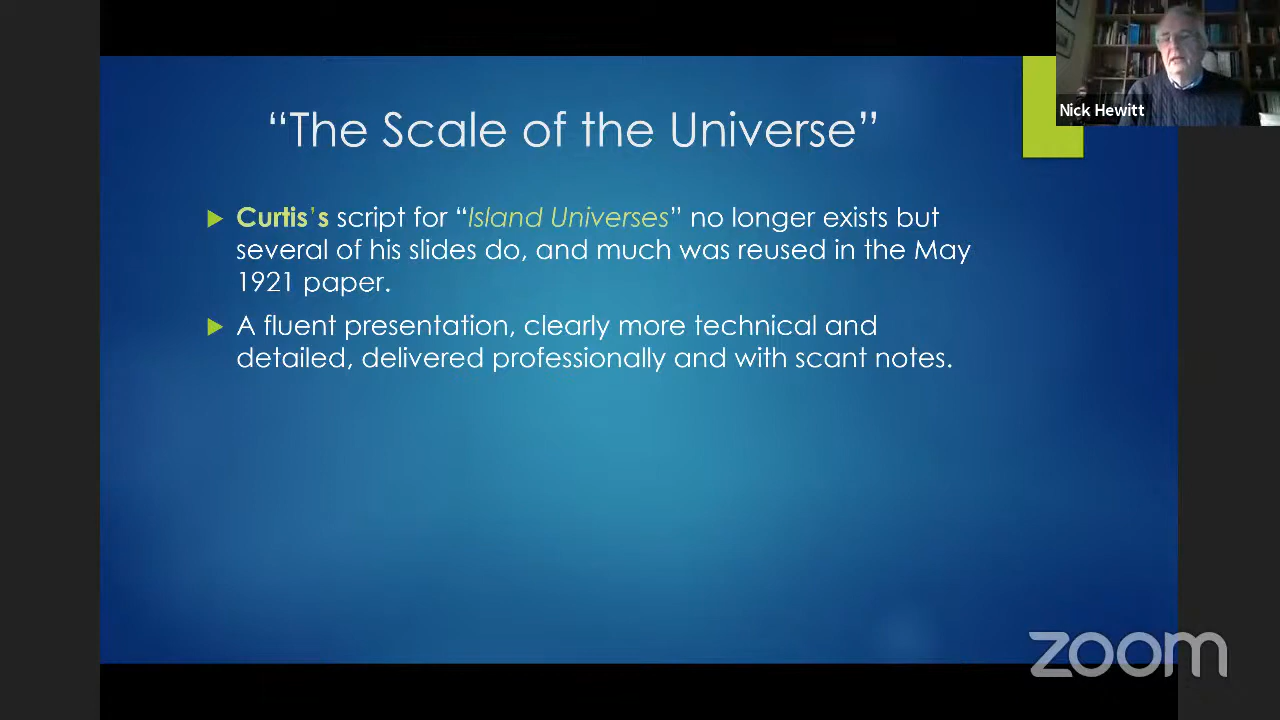 Nick Hewitt
“The Scale of the Universe”
Curtis’s script for “Island Universes” no longer exists but
several of his slides do, and much was reused in the May
1921 paper.
A fluent presentation, clearly more technical and
detailed, delivered professionally and with scant notes.
zoom